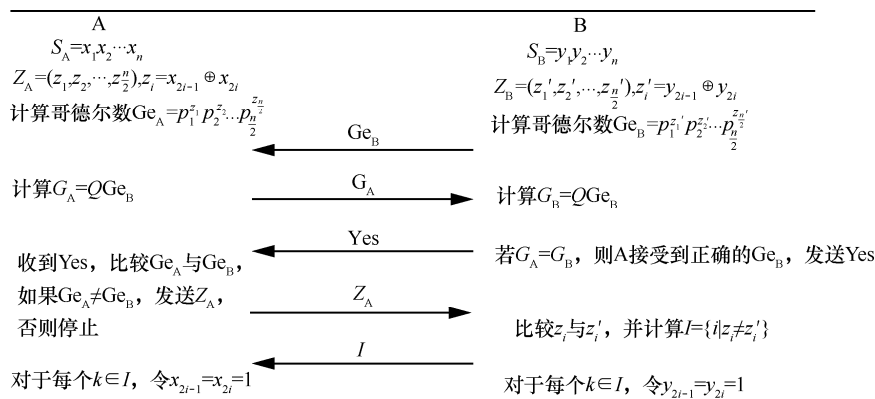 A
S_A=x_1x_2⋯x_n
Z_A=(z_1,z_2,⋯,z_{n/2}),z_i=x_{2i-1}⊕x_{2i}
计算哥德尔数Ge_A=p_1^{z_1}p_2^{z_2}…p_{n/2}^{z_{n/2}}
B
S_B=y_1y_2⋯y_n
Z_B=(z_1′,z_2′,⋯,z_{n/2}′),z_i′=y_{2i-1}⊕y_{2i}
计算哥德尔数Ge_B=p_1^{z_1′}p_2^{z_2′}⋯p_{n/2}^{z_{n/2}′}
Ge_B
计算G_A=QGe_B
G_A
计算G_B=QGe_B
Yes
若G_A=G_B，则A接受到正确的Ge_B，发送Yes
收到Yes，比较Ge_A与Ge_B，
如果Ge_A≠Ge_B，发送Z_A，
否则停止
Z_A
比较z_i与z_i′，并计算I={i|z_i≠z_i′}
I
对于每个k∈I，令x_{2i-1}=x_{2i}=1
对于每个k∈I，令y_{2i-1}=y_{2i}=1